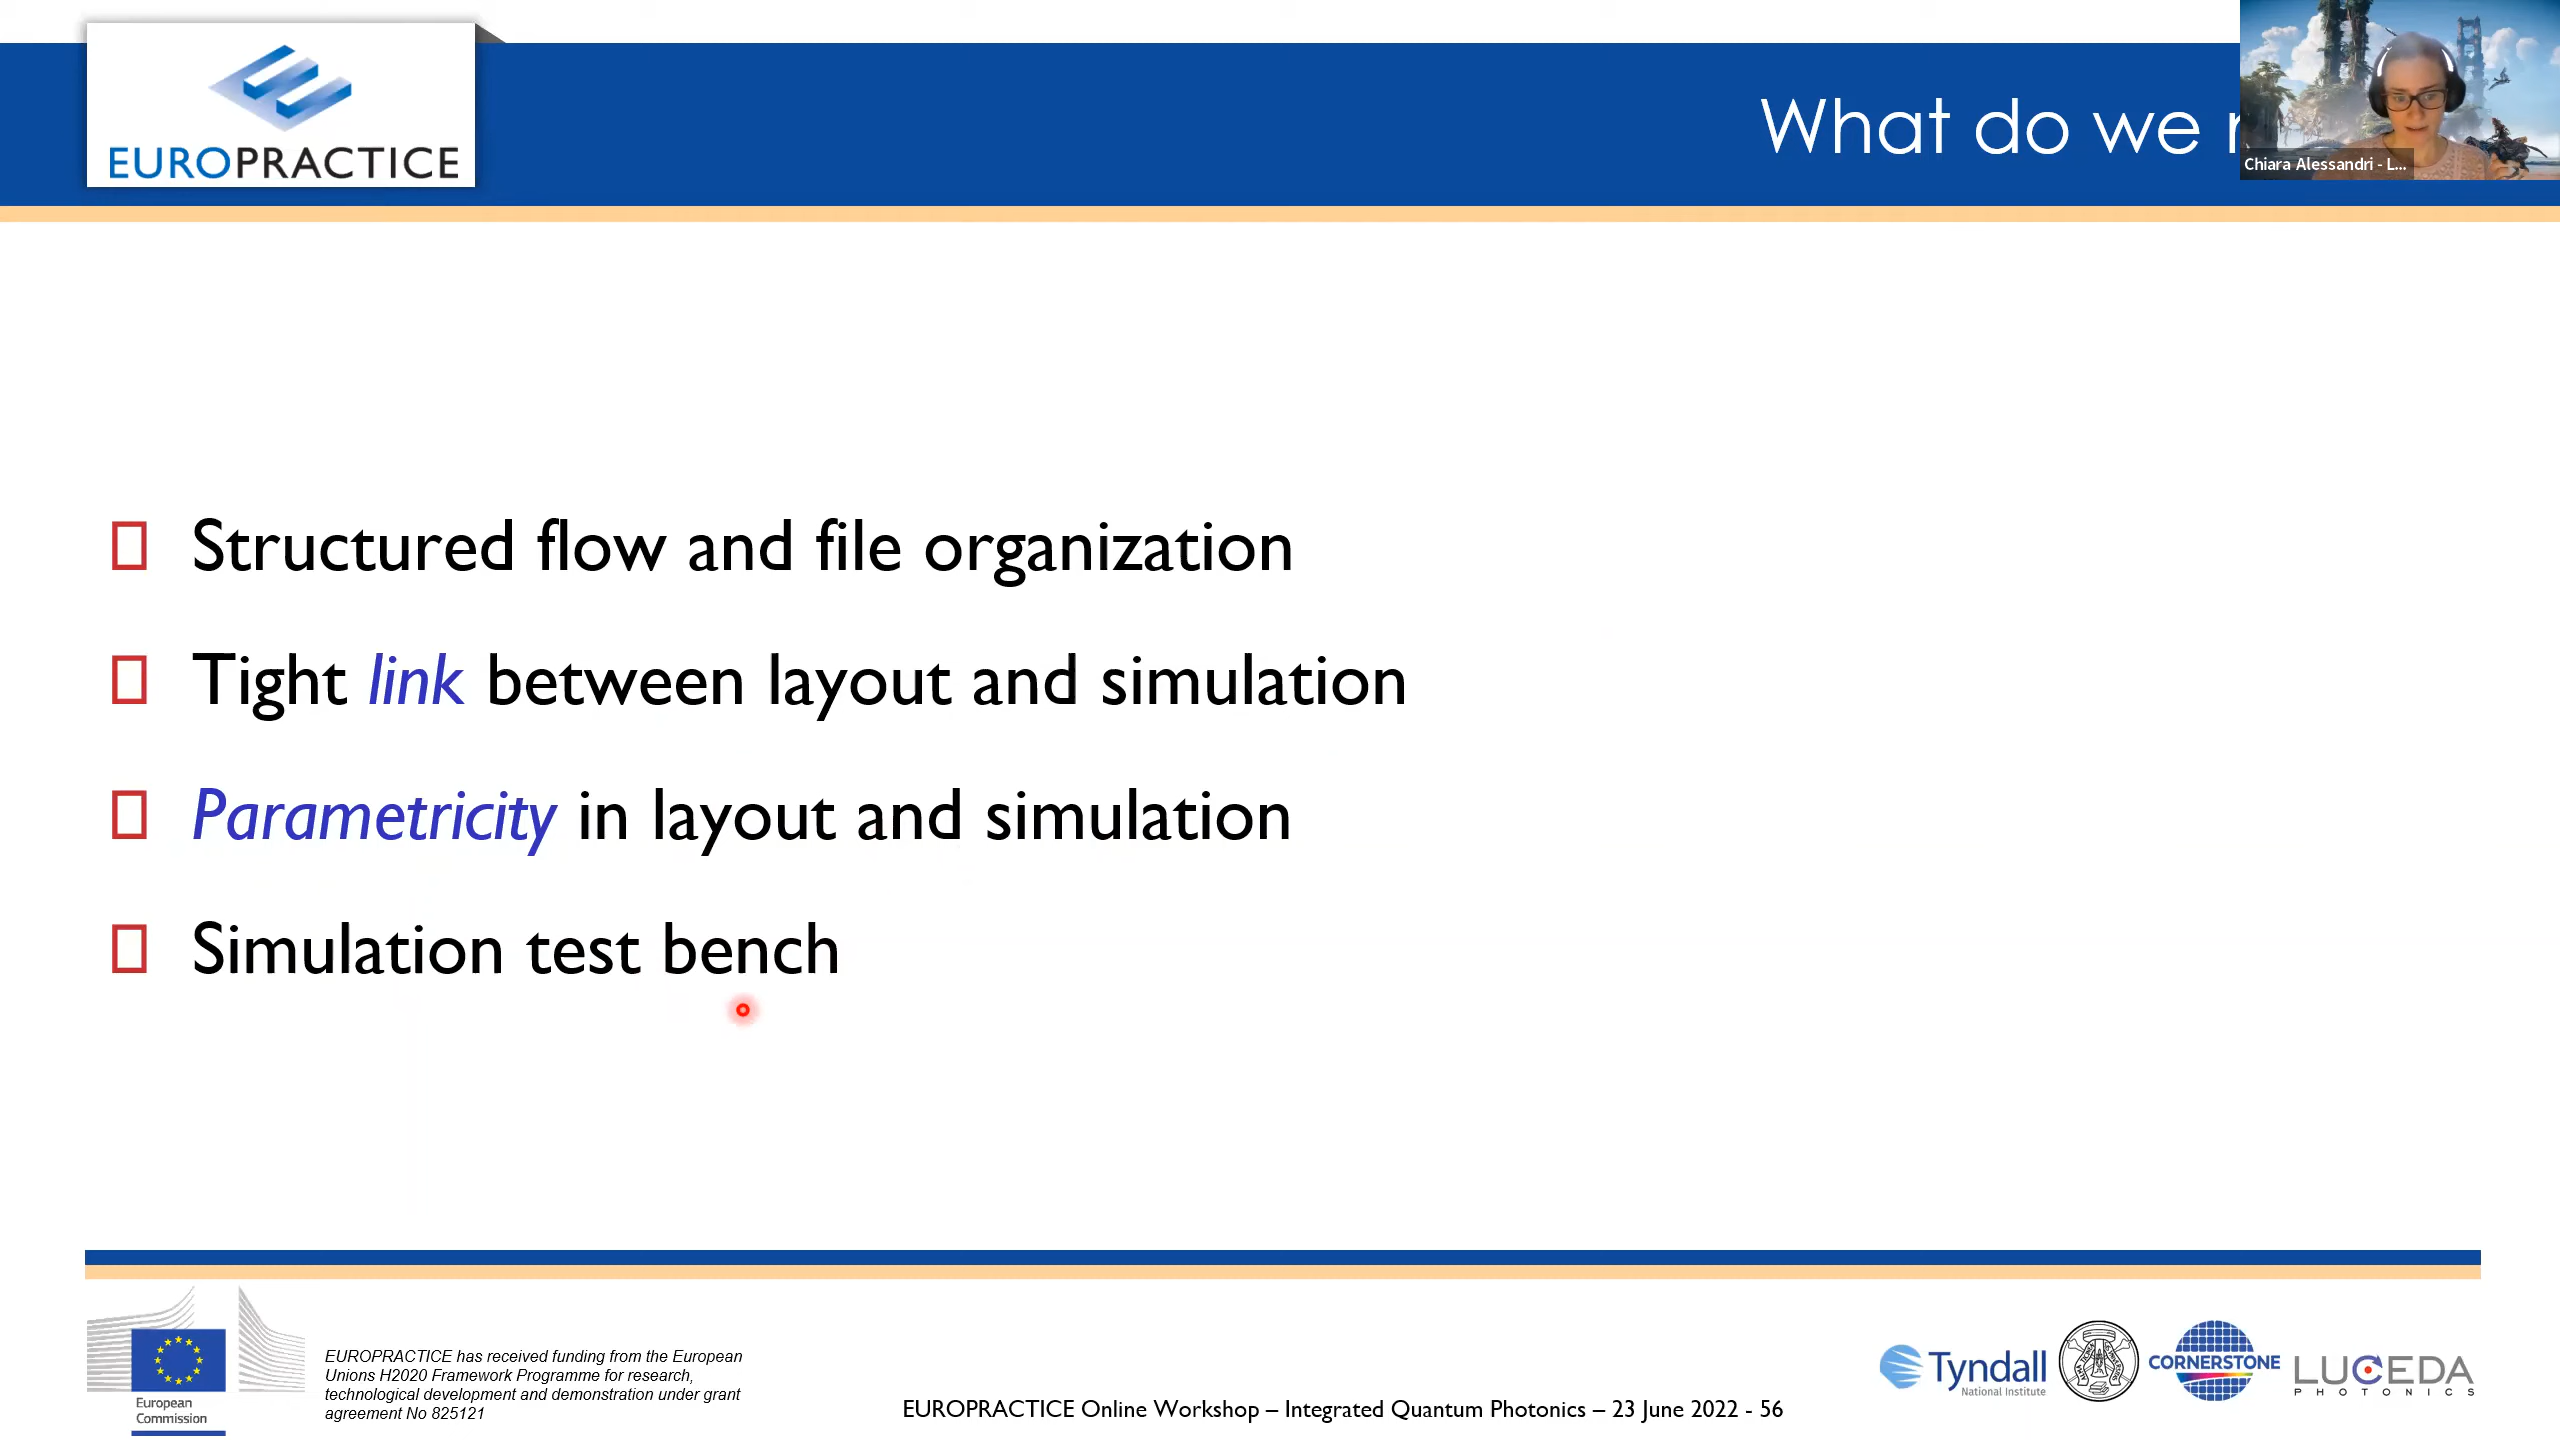 EUROPRACTICE
What do we
Chiara Alessandri - L...
Structured flow and file organization
Tight link between layout and simulation
Parametricity in layout and simulation
Simulation test bench
European
Commission
EUROPRACTICE has received funding from the European
Unions H2020 Framework Programme for research,
technological development and demonstration under grant
agreement No 825121
EUROPRACTICE Online Workshop – Integrated Quantum Photonics – 23 June 2022 - 56
Tyndall
National Institute
CORNERSTONE
LUCEDA
PHOTONICS